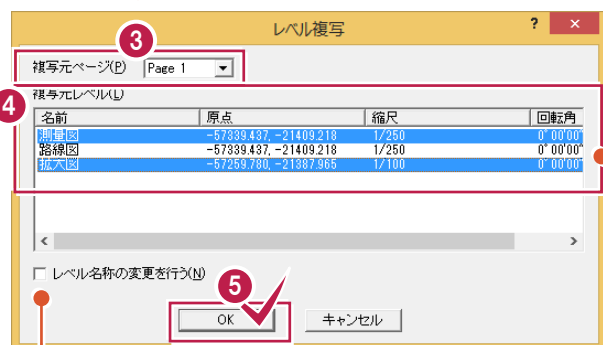 レベル複写 ? ×
3
複写元ページ(P) Page 1
4
複写元レベル(L)
名前 原点 縮尺 回転角
測量図 -57339.437, -21409.218 1/250 0°00'00"
路線図 -57339.437, -21409.218 1/250 0°00'00"
拡大図 -57259.780, -21387.965 1/100 0°00'00"
レベル名称の変更を行う(N)
5
OK キャンセル